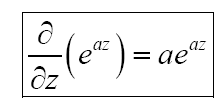 ∂/∂z (e^{az}) = ae^{az}